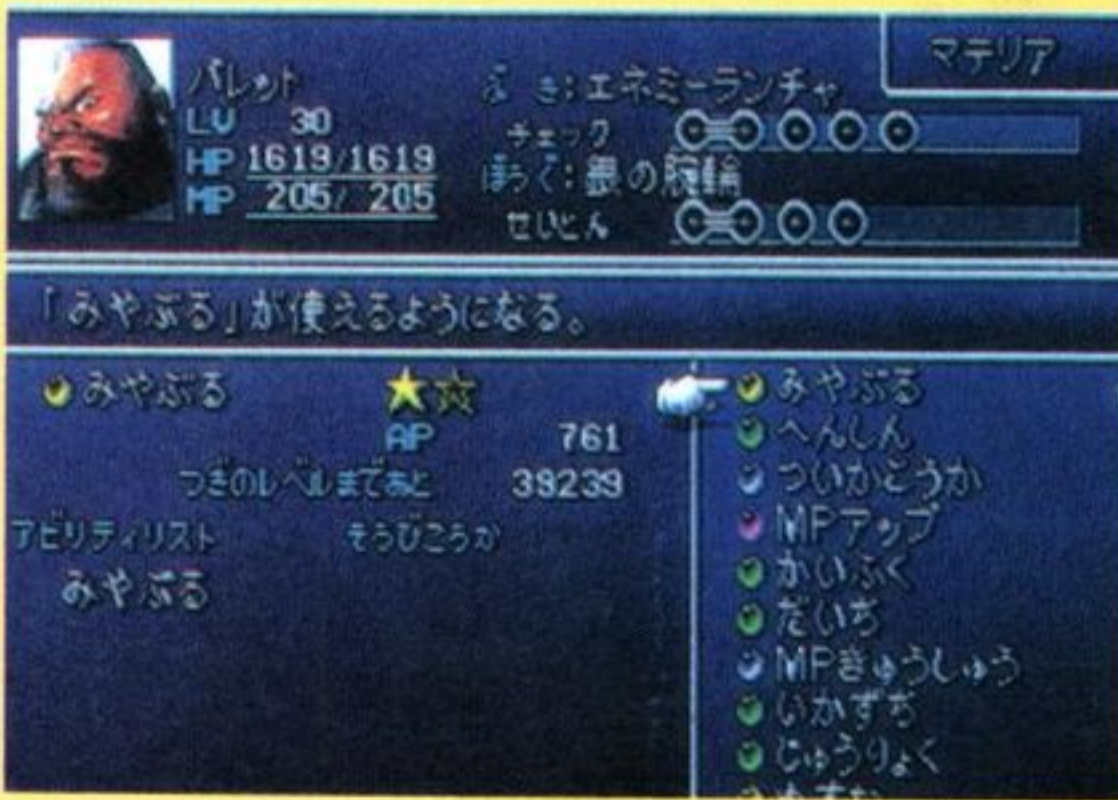 マテリア
バレット
LV 30
HP 1619/1619
MP 205/ 205
ぶ き:エネミーランチャ
チェック
ぼうぐ:銀の腕輪
せいとん
「みやぶる」が使えるようになる。
みやぶる ★☆
AP 761
つぎのレベルまであと 39239
アビリティリスト そうびこうか
みやぶる
みやぶる
へんしん
ついかこうか
MPアップ
かいふく
だいち
MPきゅうしゅう
いかずち
じゅうりょく